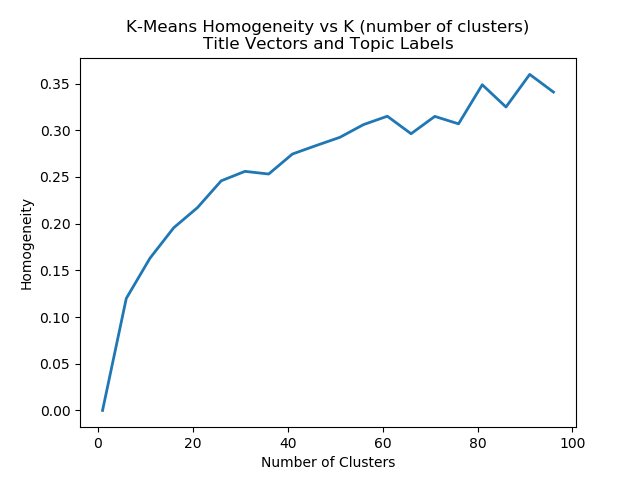 K-Means Homogeneity vs K (number of clusters)
Title Vectors and Topic Labels
0.35
0.30
0.25
0.20
0.15
0.10
0.05
0.00
Homogeneity
0 20 40 60 80 100
Number of Clusters